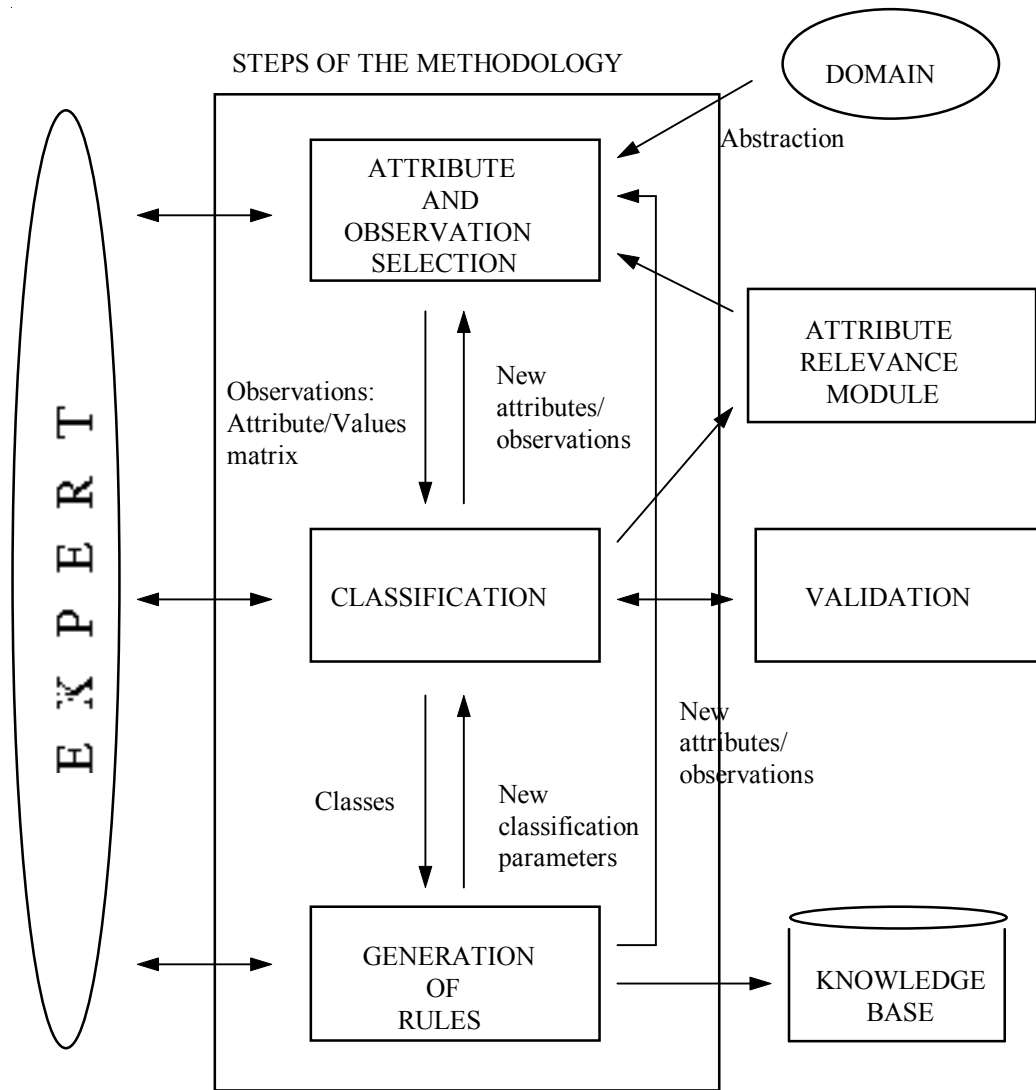 STEPS OF THE METHODOLOGY
DOMAIN
Abstraction
ATTRIBUTE
AND
OBSERVATION
SELECTION
ATTRIBUTE
RELEVANCE
MODULE
Observations:
Attribute/Values
matrix
New
attributes/
observations
EXPERT
CLASSIFICATION
VALIDATION
New
attributes/
observations
Classes
New
classification
parameters
GENERATION
OF
RULES
KNOWLEDGE
BASE